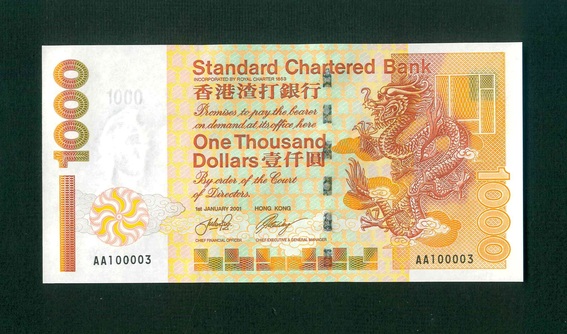 1000
1000
Standard Chartered Bank
INCORPORATED BY ROYAL CHARTER 1853
香港渣打銀行
Promises to pay the bearer
on demand at its office here
One Thousand
Dollars 壹仟圓
By order of the Court
of Directors.
1st JANUARY 2001 HONG KONG
CHIEF FINANCIAL OFFICER CHIEF EXECUTIVE & GENERAL MANAGER
1000
AA100003 AA100003